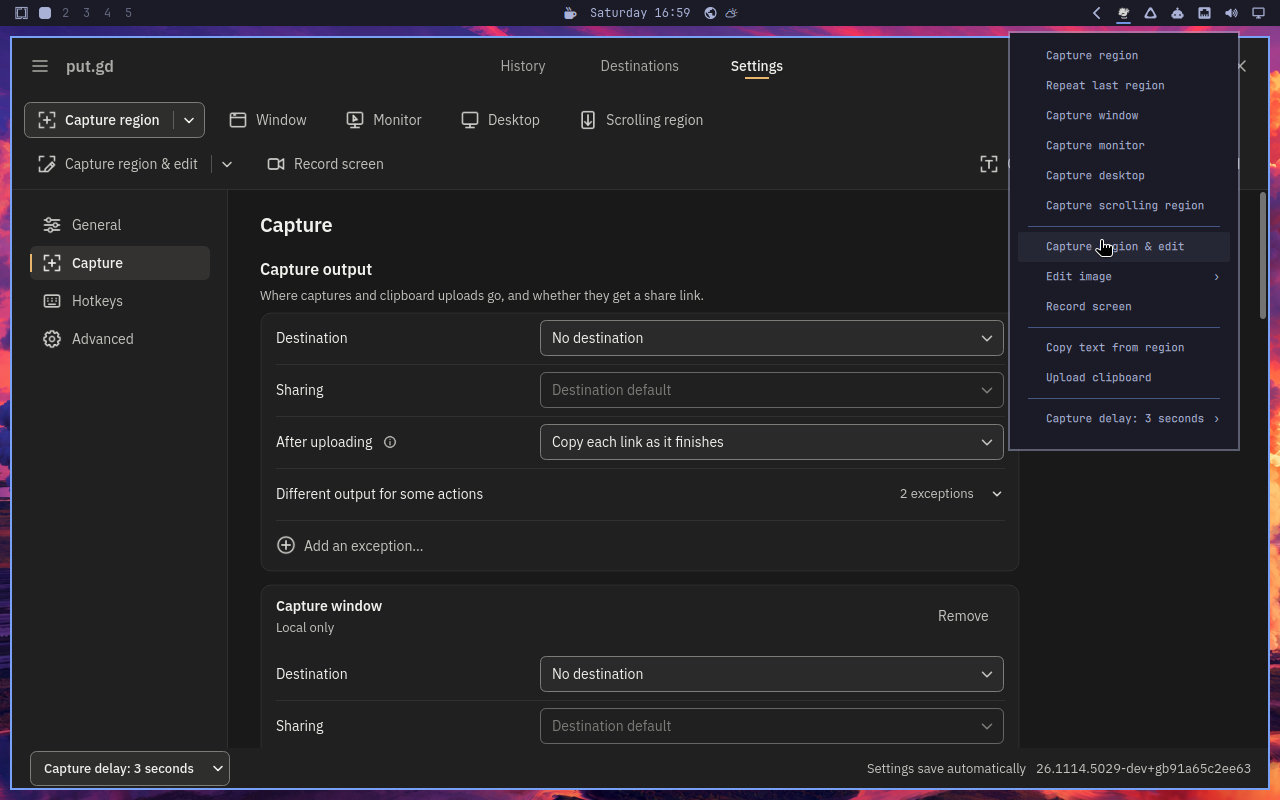 2 3 4 5
Saturday 16:59
put.gd
History
Destinations
Settings
Capture region
Window
Monitor
Desktop
Scrolling region
Capture region & edit
Record screen
General
Capture
Hotkeys
Advanced
Capture
Capture output
Where captures and clipboard uploads go, and whether they get a share link.
Destination
No destination
Sharing
Destination default
After uploading
Copy each link as it finishes
Different output for some actions
2 exceptions
Add an exception...
Capture window
Local only
Remove
Destination
No destination
Sharing
Destination default
Capture delay: 3 seconds
Settings save automatically
26.1114.5029-dev+gb91a65c2ee63
Capture region
Repeat last region
Capture window
Capture monitor
Capture desktop
Capture scrolling region
Capture region & edit
Edit image
Record screen
Copy text from region
Upload clipboard
Capture delay: 3 seconds